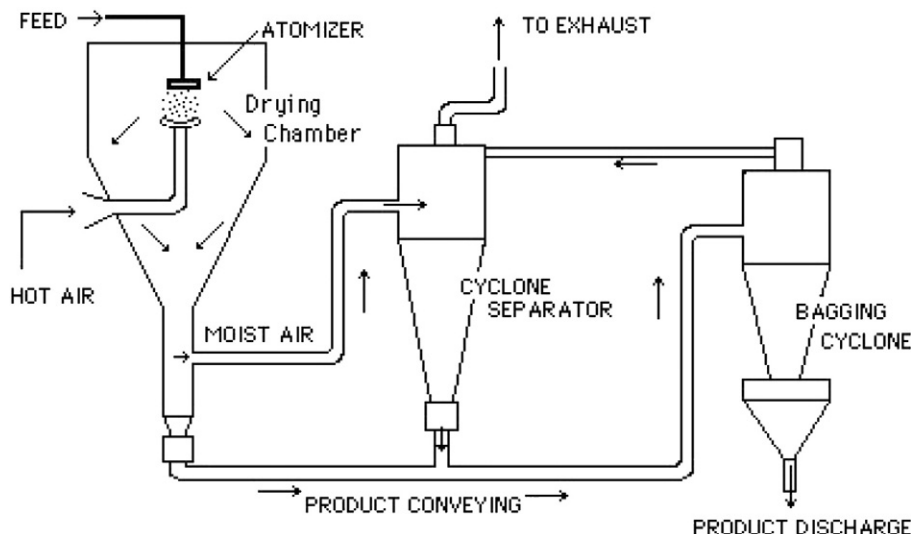 FEED
ATOMIZER
TO EXHAUST
Drying
Chamber
HOT AIR
MOIST AIR
CYCLONE
SEPARATOR
BAGGING
CYCLONE
PRODUCT CONVEYING
PRODUCT DISCHARGE